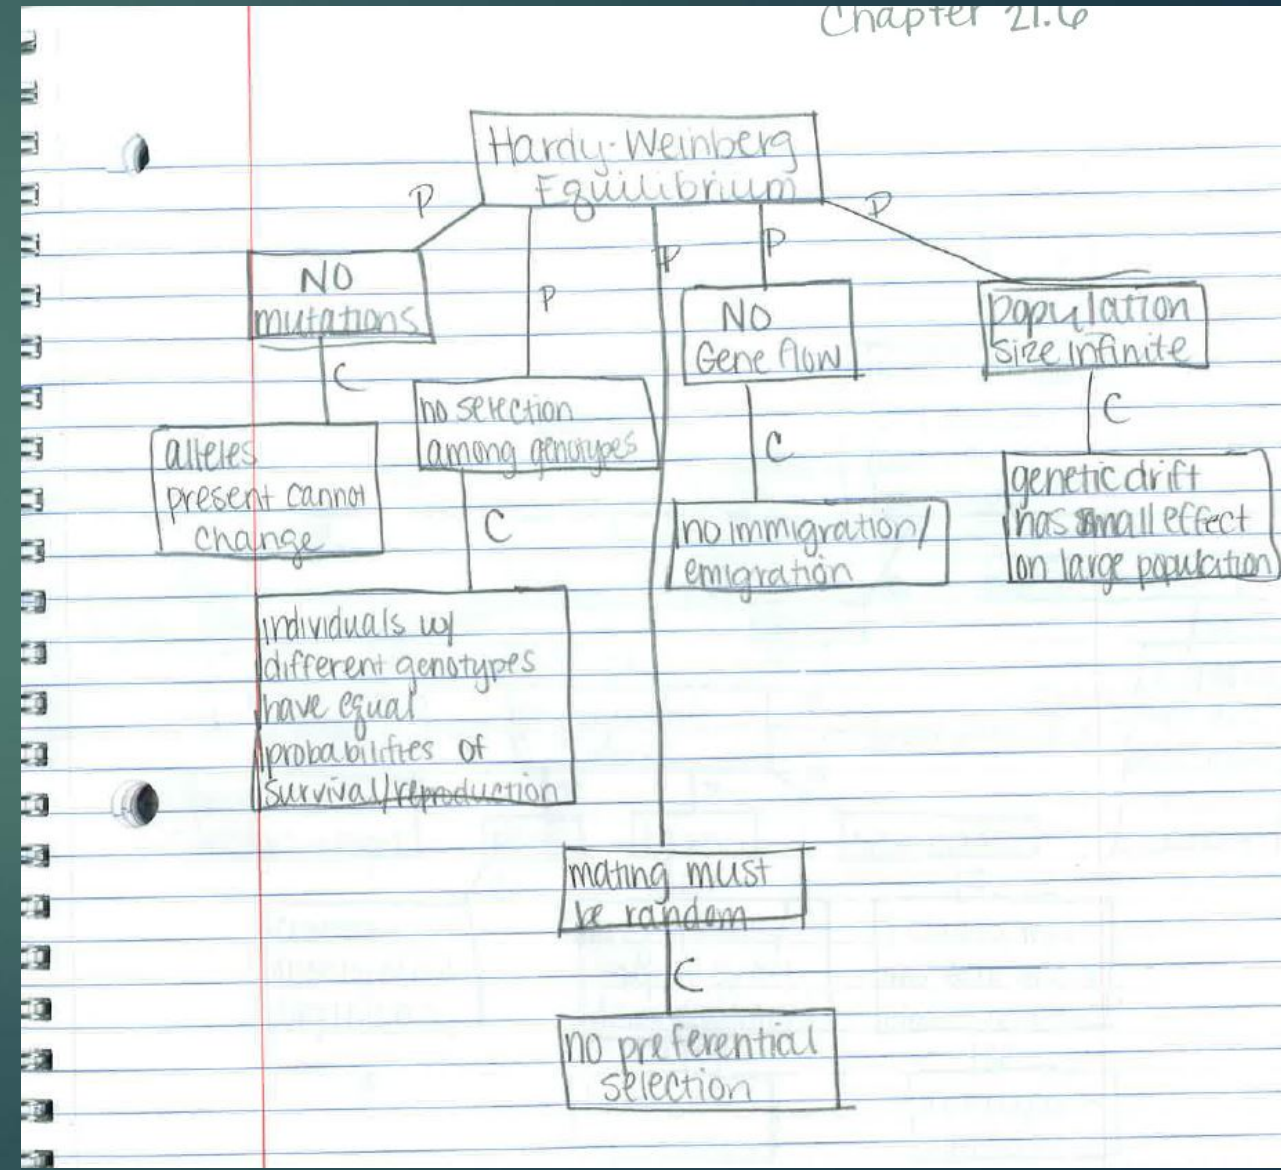 Chapter 21.6
Hardy-Weinberg
Equilibrium
P
P
P
P
P
NO
mutations
C
alleles
present cannot
change
no selection
among genotypes
C
individuals w/
different genotypes
have equal
probabilities of
survival/reproduction
mating must
be random
C
no preferential
selection
NO
Gene flow
C
no immigration/
emigration
population
size infinite
C
genetic drift
has small effect
on large population